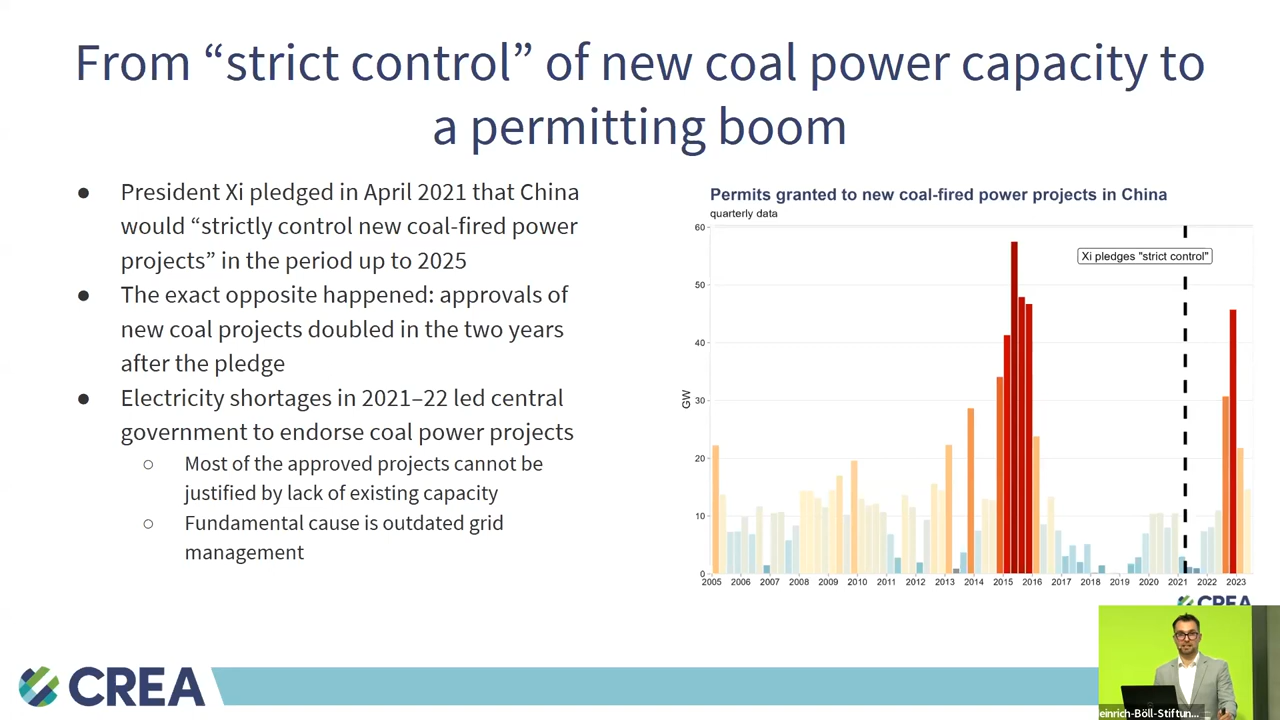 From “strict control” of new coal power capacity to
a permitting boom
● President Xi pledged in April 2021 that China
would “strictly control new coal-fired power
projects” in the period up to 2025
● The exact opposite happened: approvals of
new coal projects doubled in the two years
after the pledge
● Electricity shortages in 2021–22 led central
government to endorse coal power projects
○ Most of the approved projects cannot be
justified by lack of existing capacity
○ Fundamental cause is outdated grid
management
Permits granted to new coal-fired power projects in China
quarterly data
Xi pledges "strict control"
GW
60
50
40
30
20
10
0
2005 2006 2007 2008 2009 2010 2011 2012 2013 2014 2015 2016 2017 2018 2019 2020 2021 2022 2023
CREA
CREA
einrich-Böll-Stiftun...